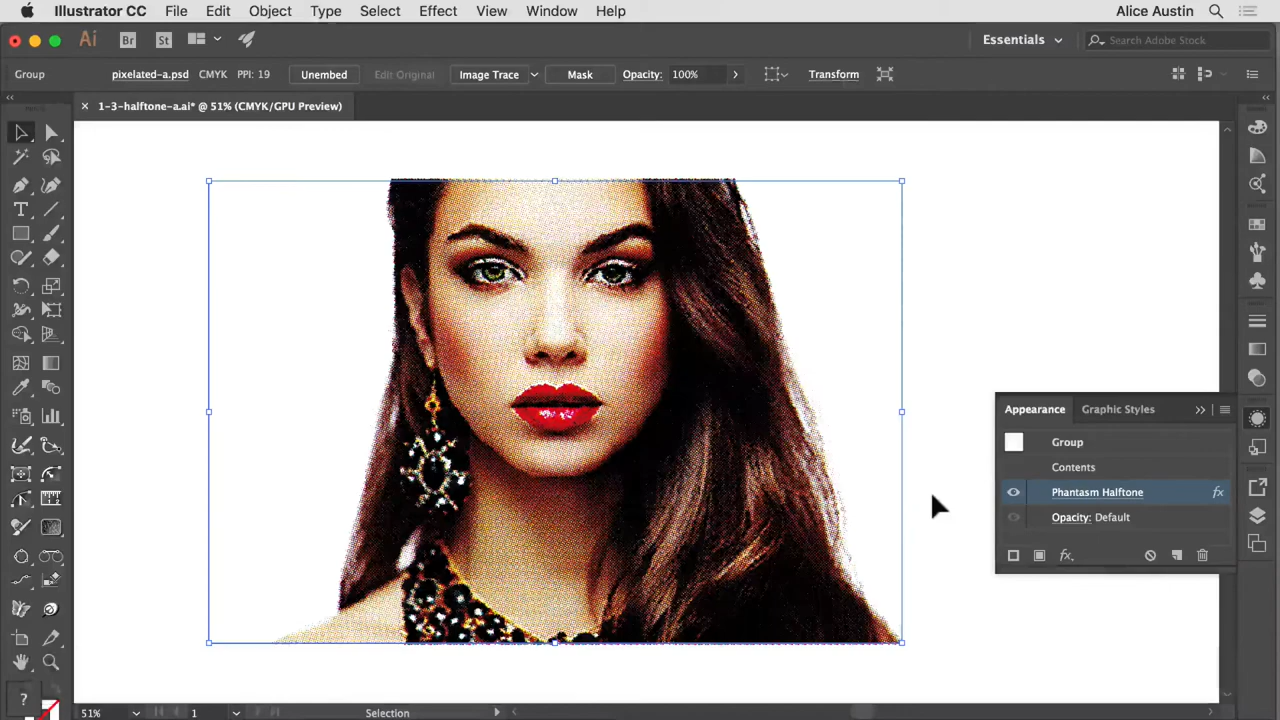 Illustrator CC File Edit Object Type Select Effect View Window Help Alice Austin
Ai Br St Essentials Search Adobe Stock
Group pixelated-a.psd CMYK PPI: 19 Unembed Edit Original Image Trace Mask Opacity: 100% Transform
× 1-3-halftone-a.ai* @ 51% (CMYK/GPU Preview)
Appearance Graphic Styles
Group
Contents
Phantasm Halftone fx
Opacity: Default
fx
?
51% 1 Selection